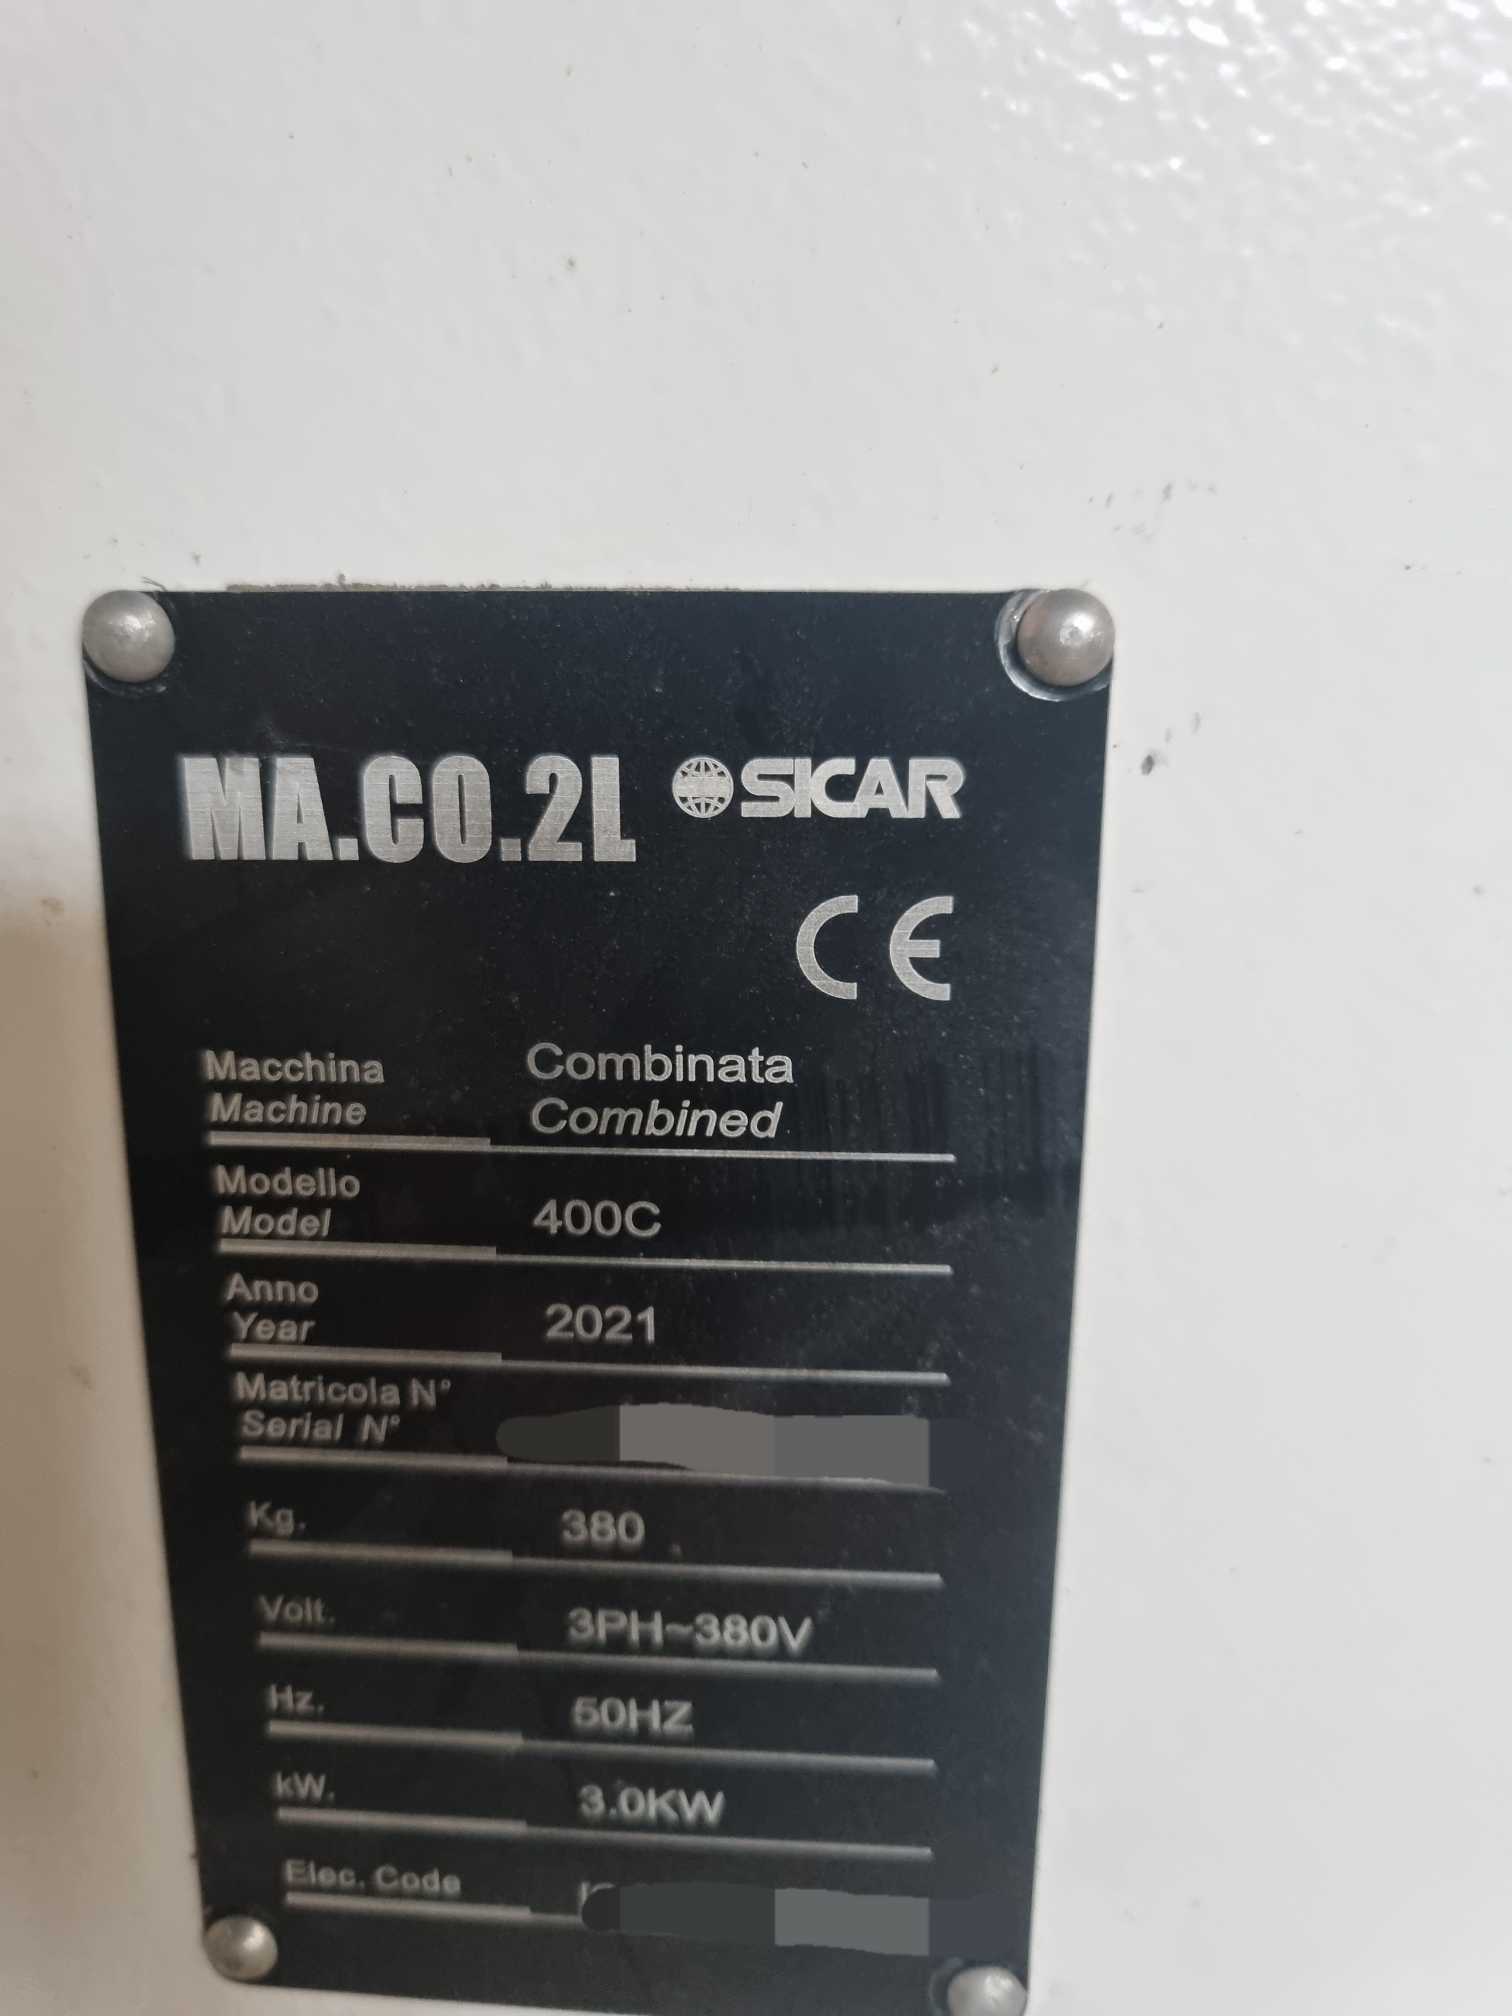 MA.CO.2L SICAR
CE
Macchina Combinata
Machine Combined
Modello
Model 400C
Anno
Year 2021
Matricola N°
Serial N°
Kg. 380
Volt. 3PH~380V
Hz. 50HZ
kW. 3.0KW
Elec. Code